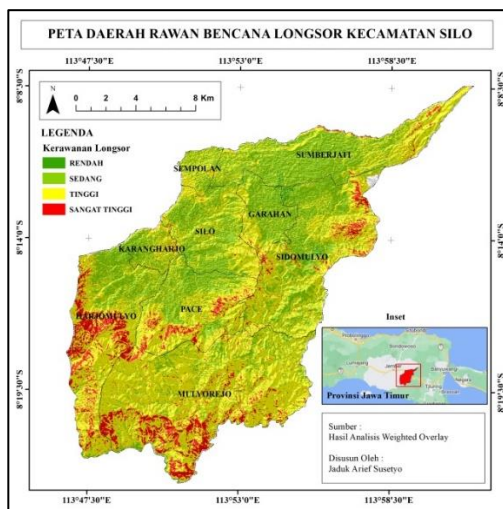 PETA DAERAH RAWAN BENCANA LONGSOR KECAMATAN SILO
113°47'30"E 113°53'0"E 113°58'30"E
8°8'30"S
8°8'30"S
N
0 2 4 8 Km
LEGENDA
Kerawanan Longsor
RENDAH
SEDANG
TINGGI
SANGAT TINGGI
SUMBERJATI
SEMPOLAN
GARAHAN
SILO
8°14'0"S
8°14'0"S
KARANGHARJO
SIDOMULYO
PACE
HARJOMULYO
MULYOREJO
8°19'30"S
8°19'30"S
Inset
Provinsi Jawa Timur
Sumber :
Hasil Analisis Weighted Overlay
Disusun Oleh :
Jaduk Arief Susetyo
113°47'30"E 113°53'0"E 113°58'30"E